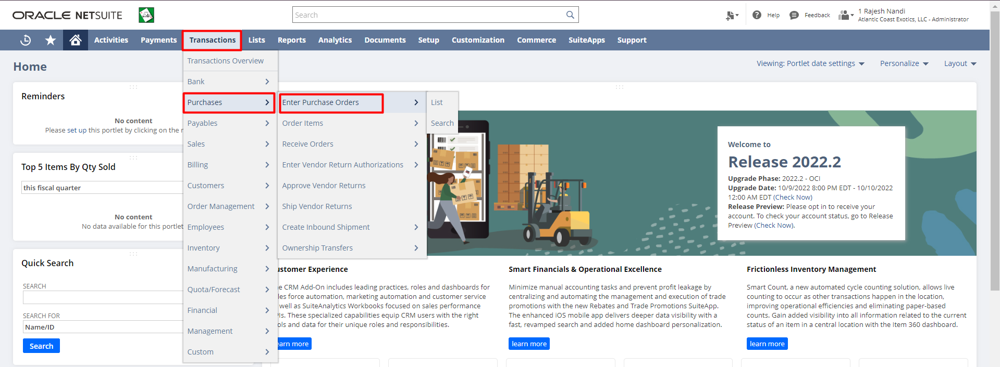 ORACLE NETSUITE
Search
Help
Feedback
1 Rajesh Nandi
Atlantic Coast Exotics, LLC - Administrator
Activities
Payments
Transactions
Lists
Reports
Analytics
Documents
Setup
Customization
Commerce
SuiteApps
Support
Home
Viewing: Portlet date settings
Personalize
Layout
Transactions Overview
Bank
Purchases
Payables
Sales
Billing
Customers
Order Management
Employees
Inventory
Manufacturing
Quota/Forecast
Financial
Management
Custom
Enter Purchase Orders
Order Items
Receive Orders
Enter Vendor Return Authorizations
Approve Vendor Returns
Ship Vendor Returns
Create Inbound Shipment
Ownership Transfers
List
Search
Reminders
No content
Please set up this portlet by clicking on the
Top 5 Items By Qty Sold
this fiscal quarter
No content
No data available for this portlet
Quick Search
SEARCH
SEARCH FOR
Name/ID
Search
Welcome to
Release 2022.2
Upgrade Phase: 2022.2 - OCI
Upgrade Date: 10/9/2022 8:00 PM EDT - 10/10/2022
12:00 AM EDT (Check Now)
Release Preview: Please opt in to receive your
account. To check your account status, go to Release
Preview (Check Now).
ustomer Experience
e CRM Add-On includes leading practices, roles and dashboards for
les force automation, marketing automation and customer service
well as SuiteAnalytics Workbooks focused on sales performance
PIs. These specialized capabilities equip CRM users with the right
ols and data for their unique roles and responsibilities.
earn more
Smart Financials & Operational Excellence
Minimize manual accounting tasks and prevent profit leakage by
centralizing and automating the management and execution of trade
promotions with the new Rebates and Trade Promotions SuiteApp.
The enhanced iOS mobile app delivers deeper data visibility with a
fast, revamped search and added home dashboard personalization.
learn more
Frictionless Inventory Management
Smart Count, a new automated cycle counting solution, allows live
counting to occur as other transactions happen in the location,
improving operational efficiencies and eliminating paper-based
counts. Gain added visibility into all information related to the current
status of an item in a central location with the Item 360 dashboard.
learn more